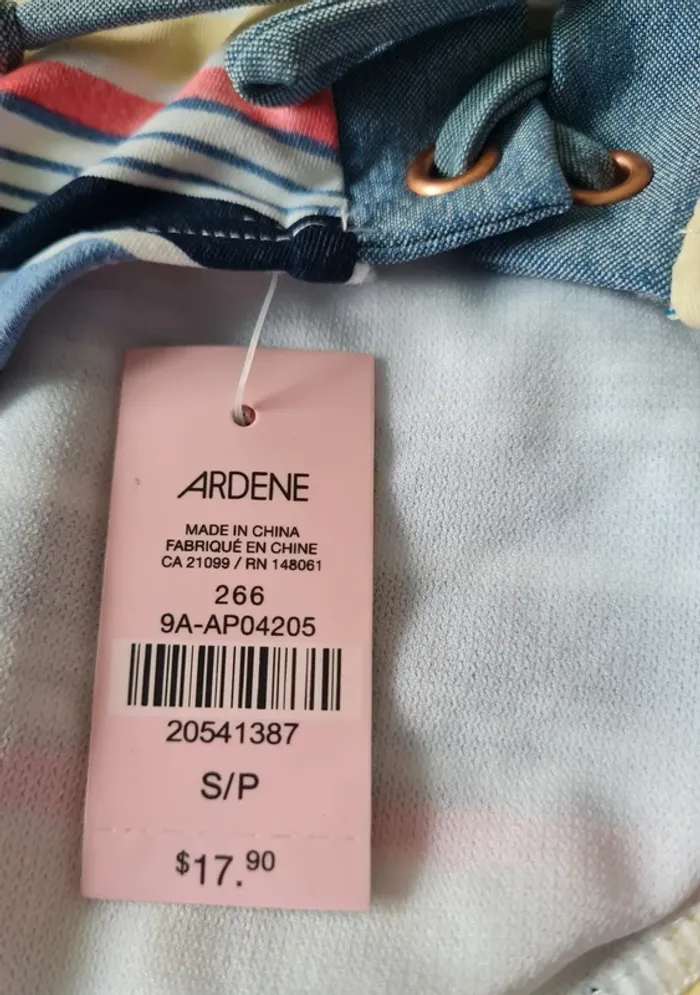 ARDENE
MADE IN CHINA
FABRIQUÉ EN CHINE
CA 21099 / RN 148061
266
9A-AP04205
20541387
S/P
$17.90